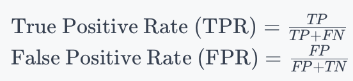 True Positive Rate (TPR) = TP / TP+FN
False Positive Rate (FPR) = FP / FP+TN